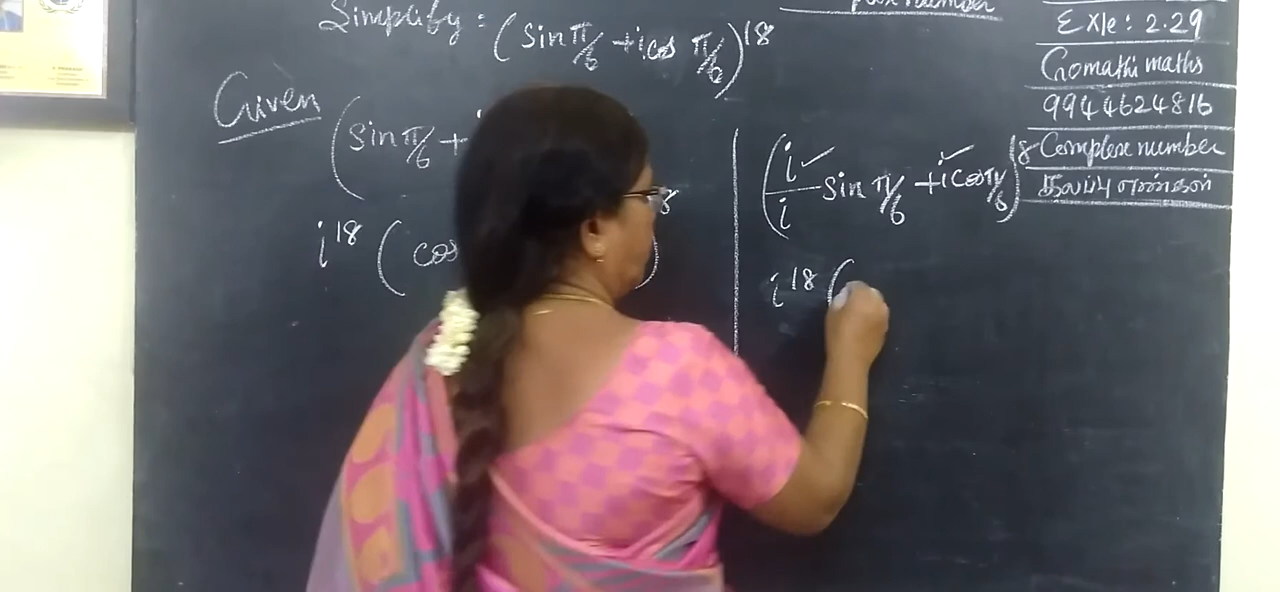 Simplify : (sin π/6 + i cos π/6)^18
Given
(sin π/6 +
i^18 ( cos
(i/i sin π/6 + i cos π/6)^18
i^18 (
number
Exle : 2.29
Gomathi maths
9944624816
Complex number